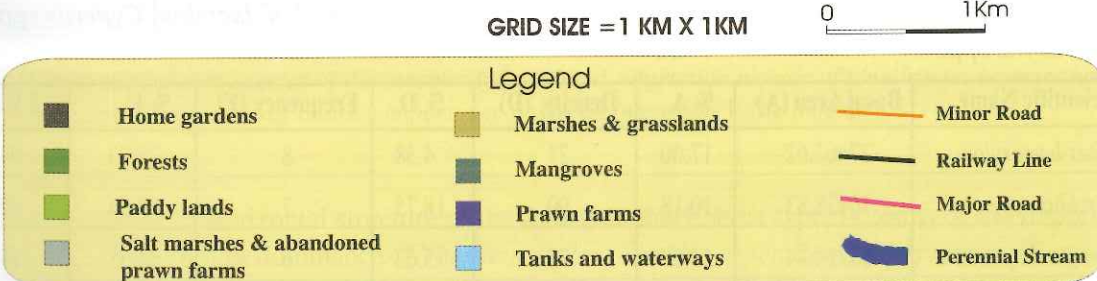 GRID SIZE = 1 KM X 1KM
0 1Km
Legend
Home gardens
Forests
Paddy lands
Salt marshes & abandoned
prawn farms
Marshes & grasslands
Mangroves
Prawn farms
Tanks and waterways
Minor Road
Railway Line
Major Road
Perennial Stream